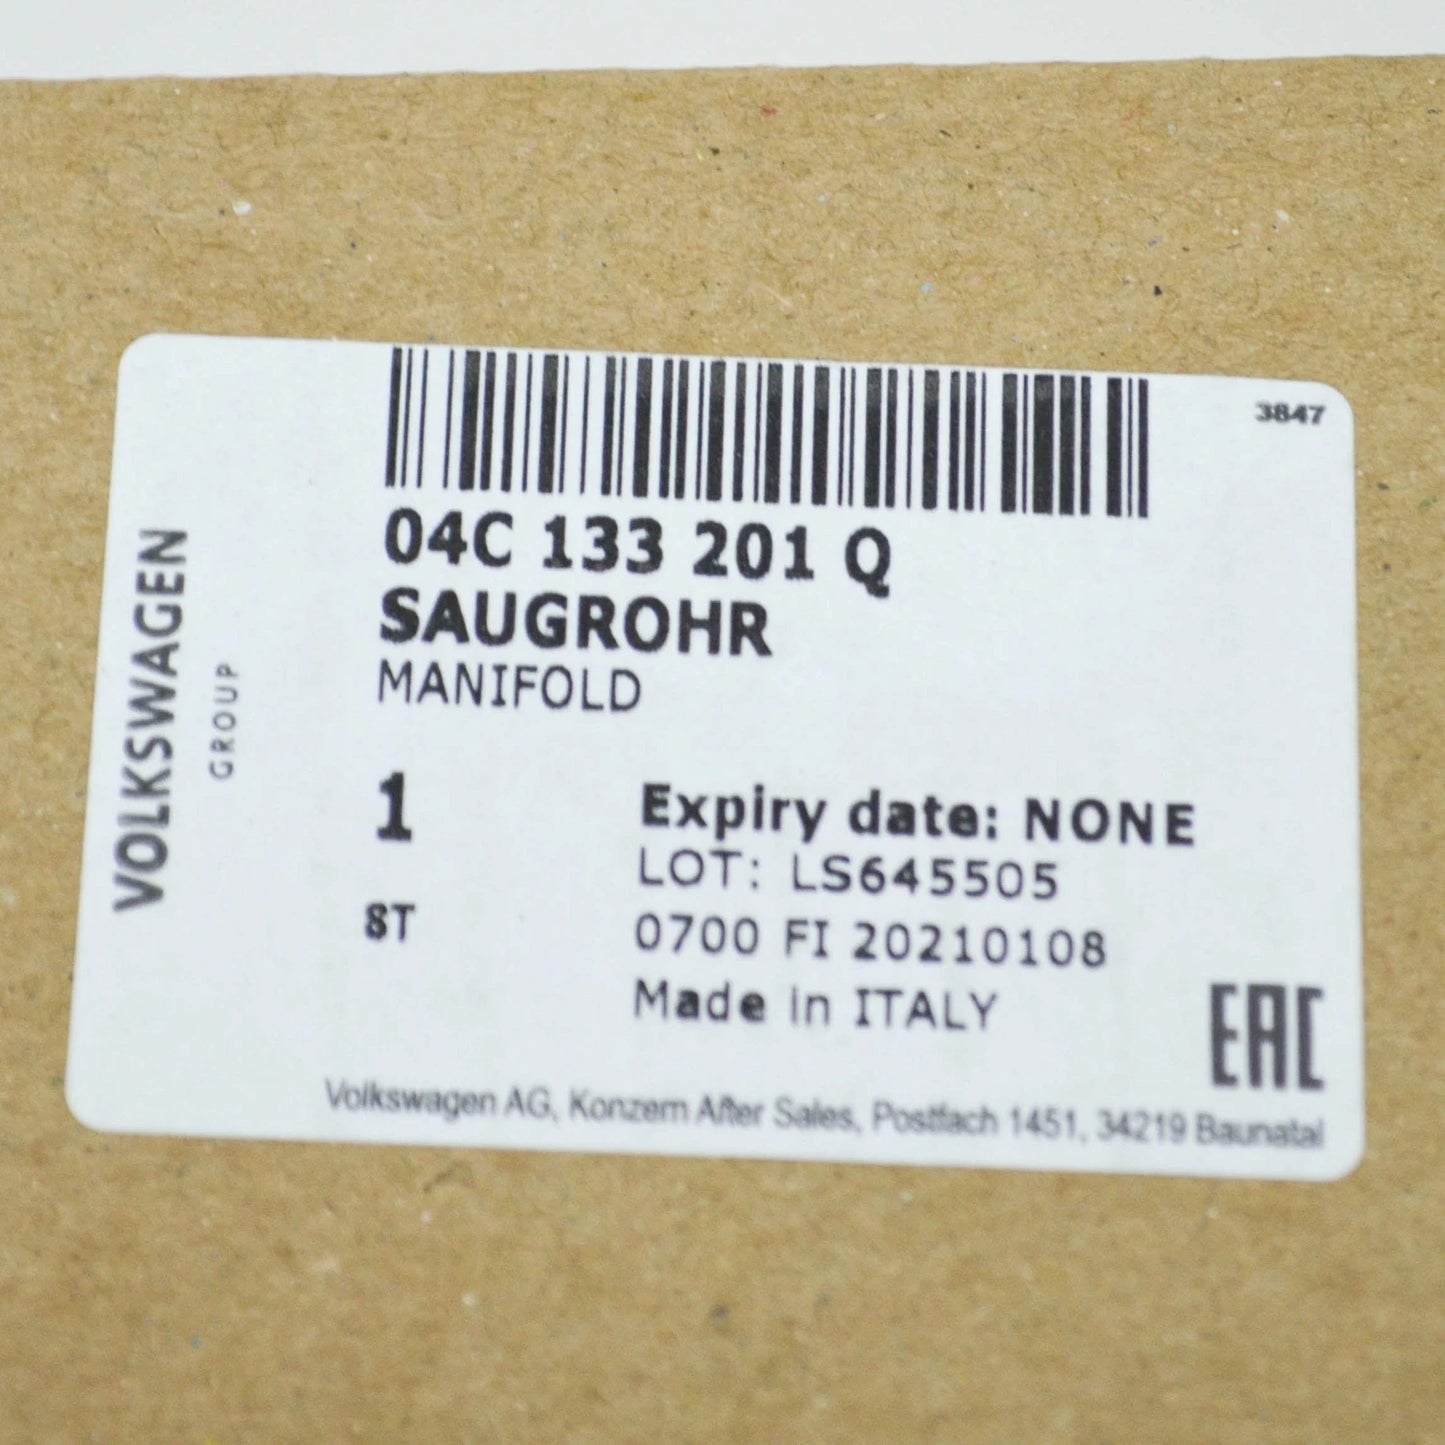 3847
VOLKSWAGEN
GROUP
04C 133 201 Q
SAUGROHR
MANIFOLD
1
ST
Expiry date: NONE
LOT: LS645505
0700 FI 20210108
Made in ITALY
EAC
Volkswagen AG, Konzern After Sales, Postfach 1451, 34219 Baunatal